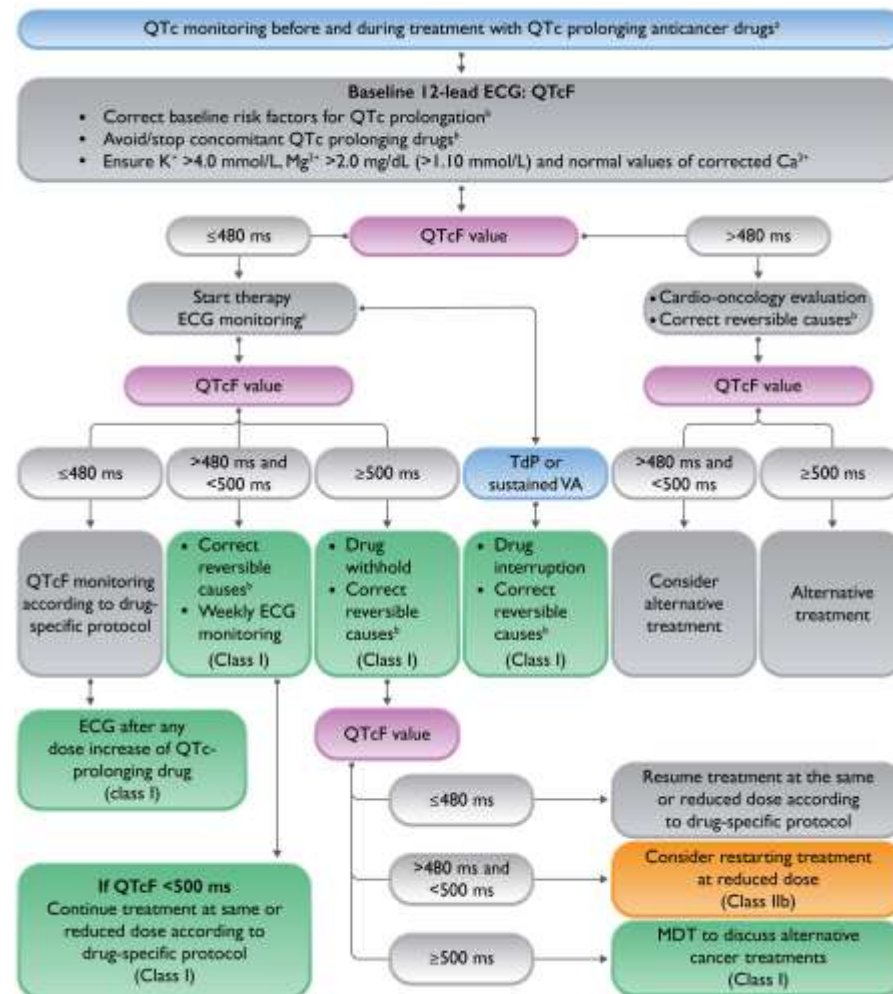 QTc monitoring before and during treatment with QTc prolonging anticancer drugsᵃ
Baseline 12-lead ECG: QTcF
• Correct baseline risk factors for QTc prolongationᵇ
• Avoid/stop concomitant QTc prolonging drugsᵇ
• Ensure K⁺ >4.0 mmol/L, Mg²⁺ >2.0 mg/dL (>1.10 mmol/L) and normal values of corrected Ca²⁺
≤480 ms
QTcF value
>480 ms
Start therapy
ECG monitoringᶜ
• Cardio-oncology evaluation
• Correct reversible causesᵇ
QTcF value
QTcF value
≤480 ms
>480 ms and
<500 ms
≥500 ms
TdP or
sustained VA
>480 ms and
<500 ms
≥500 ms
QTcF monitoring
according to drug-
specific protocol
• Correct
reversible
causesᵇ
• Weekly ECG
monitoring
(Class I)
• Drug
withhold
• Correct
reversible
causesᵇ
(Class I)
• Drug
interruption
• Correct
reversible
causesᵇ
(Class I)
Consider
alternative
treatment
Alternative
treatment
ECG after any
dose increase of QTc-
prolonging drug
(class I)
QTcF value
≤480 ms
Resume treatment at the same
or reduced dose according
to drug-specific protocol
>480 ms and
<500 ms
Consider restarting treatment
at reduced dose
(Class IIb)
If QTcF <500 ms
Continue treatment at same or
reduced dose according to
drug-specific protocol
(Class I)
≥500 ms
MDT to discuss alternative
cancer treatments
(Class I)